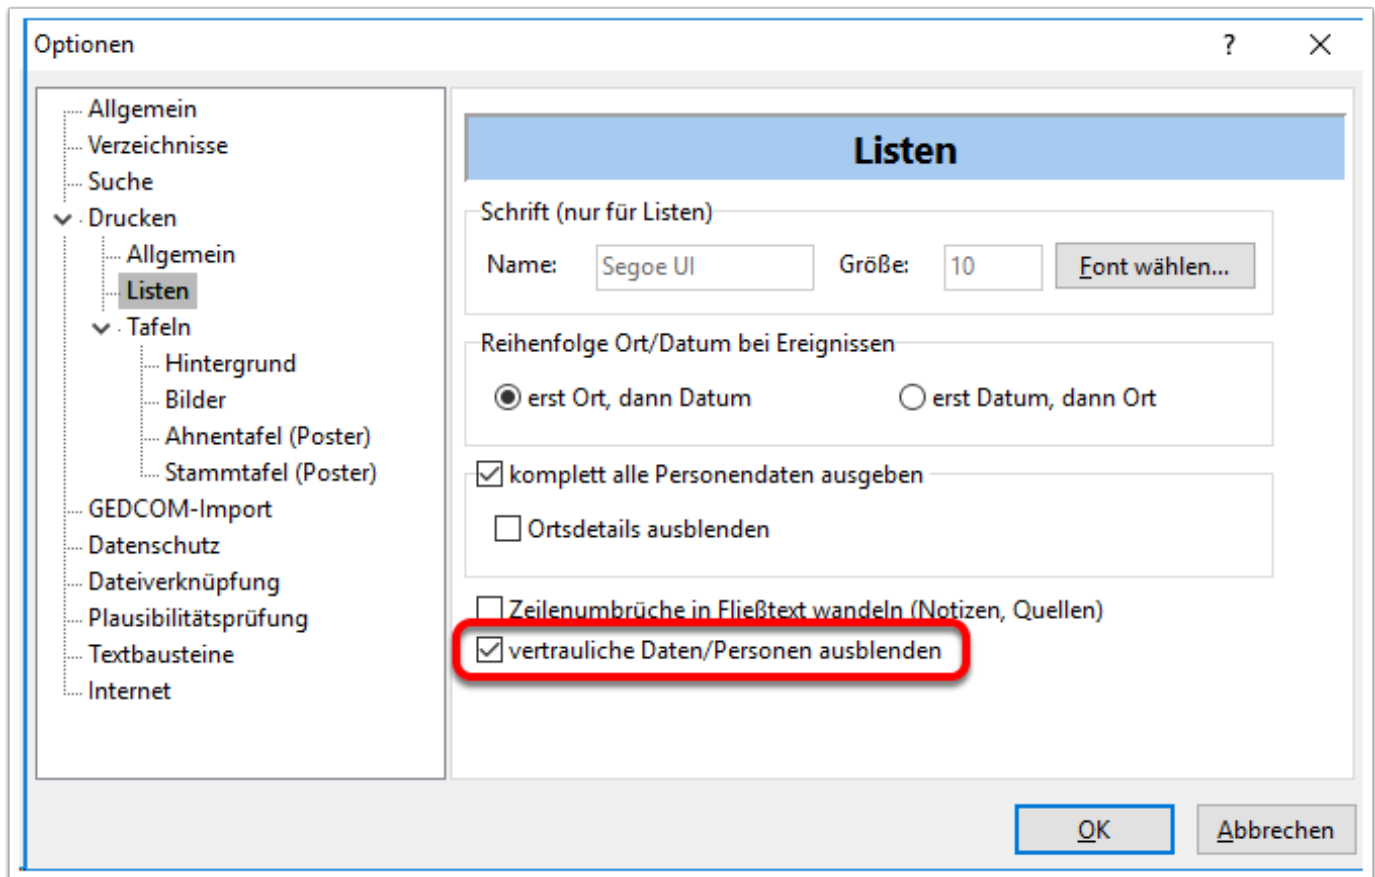 Optionen ?
Allgemein
Verzeichnisse
Suche
Drucken
Allgemein
Listen
Tafeln
Hintergrund
Bilder
Ahnentafel (Poster)
Stammtafel (Poster)
GEDCOM-Import
Datenschutz
Dateiverknüpfung
Plausibilitätsprüfung
Textbausteine
Internet
Listen
Schrift (nur für Listen)
Name: Segoe UI Größe: 10 Font wählen...
Reihenfolge Ort/Datum bei Ereignissen
erst Ort, dann Datum erst Datum, dann Ort
komplett alle Personendaten ausgeben
Ortsdetails ausblenden
Zeilenumbrüche in Fließtext wandeln (Notizen, Quellen)
vertrauliche Daten/Personen ausblenden
OK Abbrechen